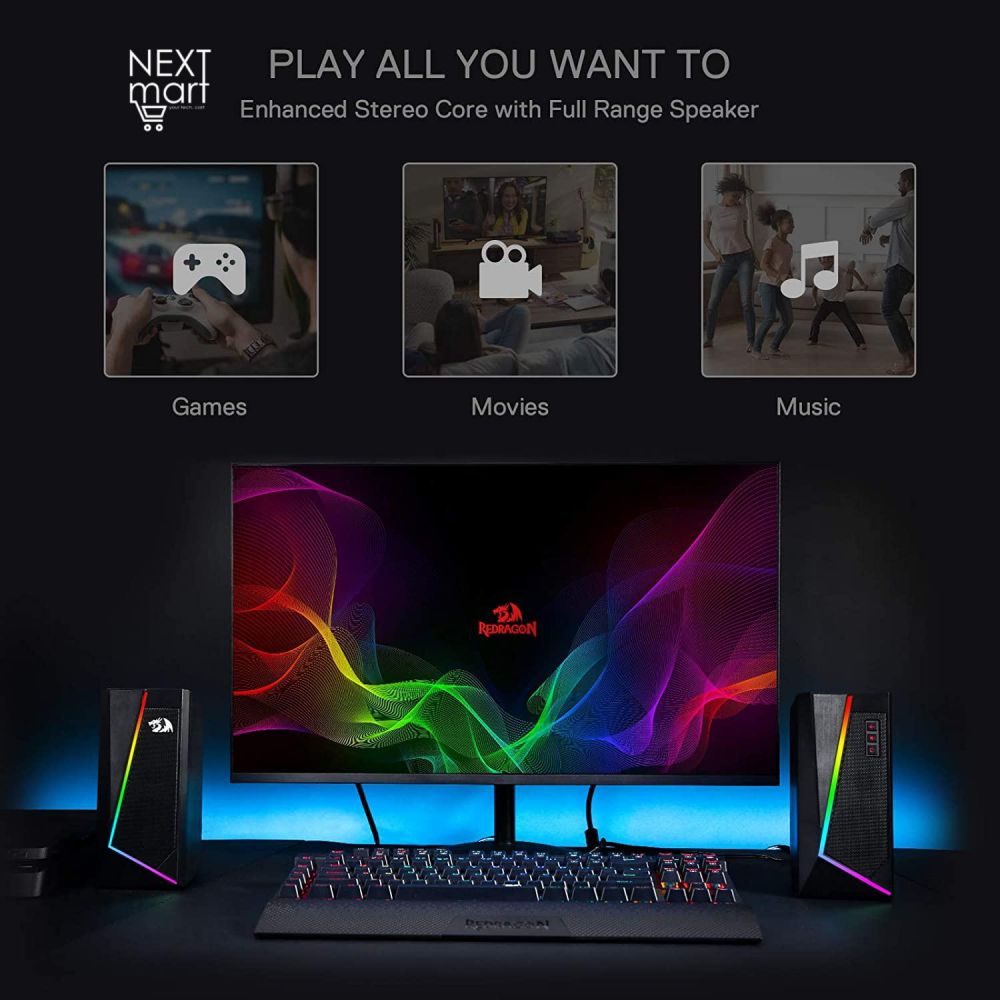 NEXT
mart
your tech. cart
PLAY ALL YOU WANT TO
Enhanced Stereo Core with Full Range Speaker
Games
Movies
Music
REDRAGON
REDRAGON